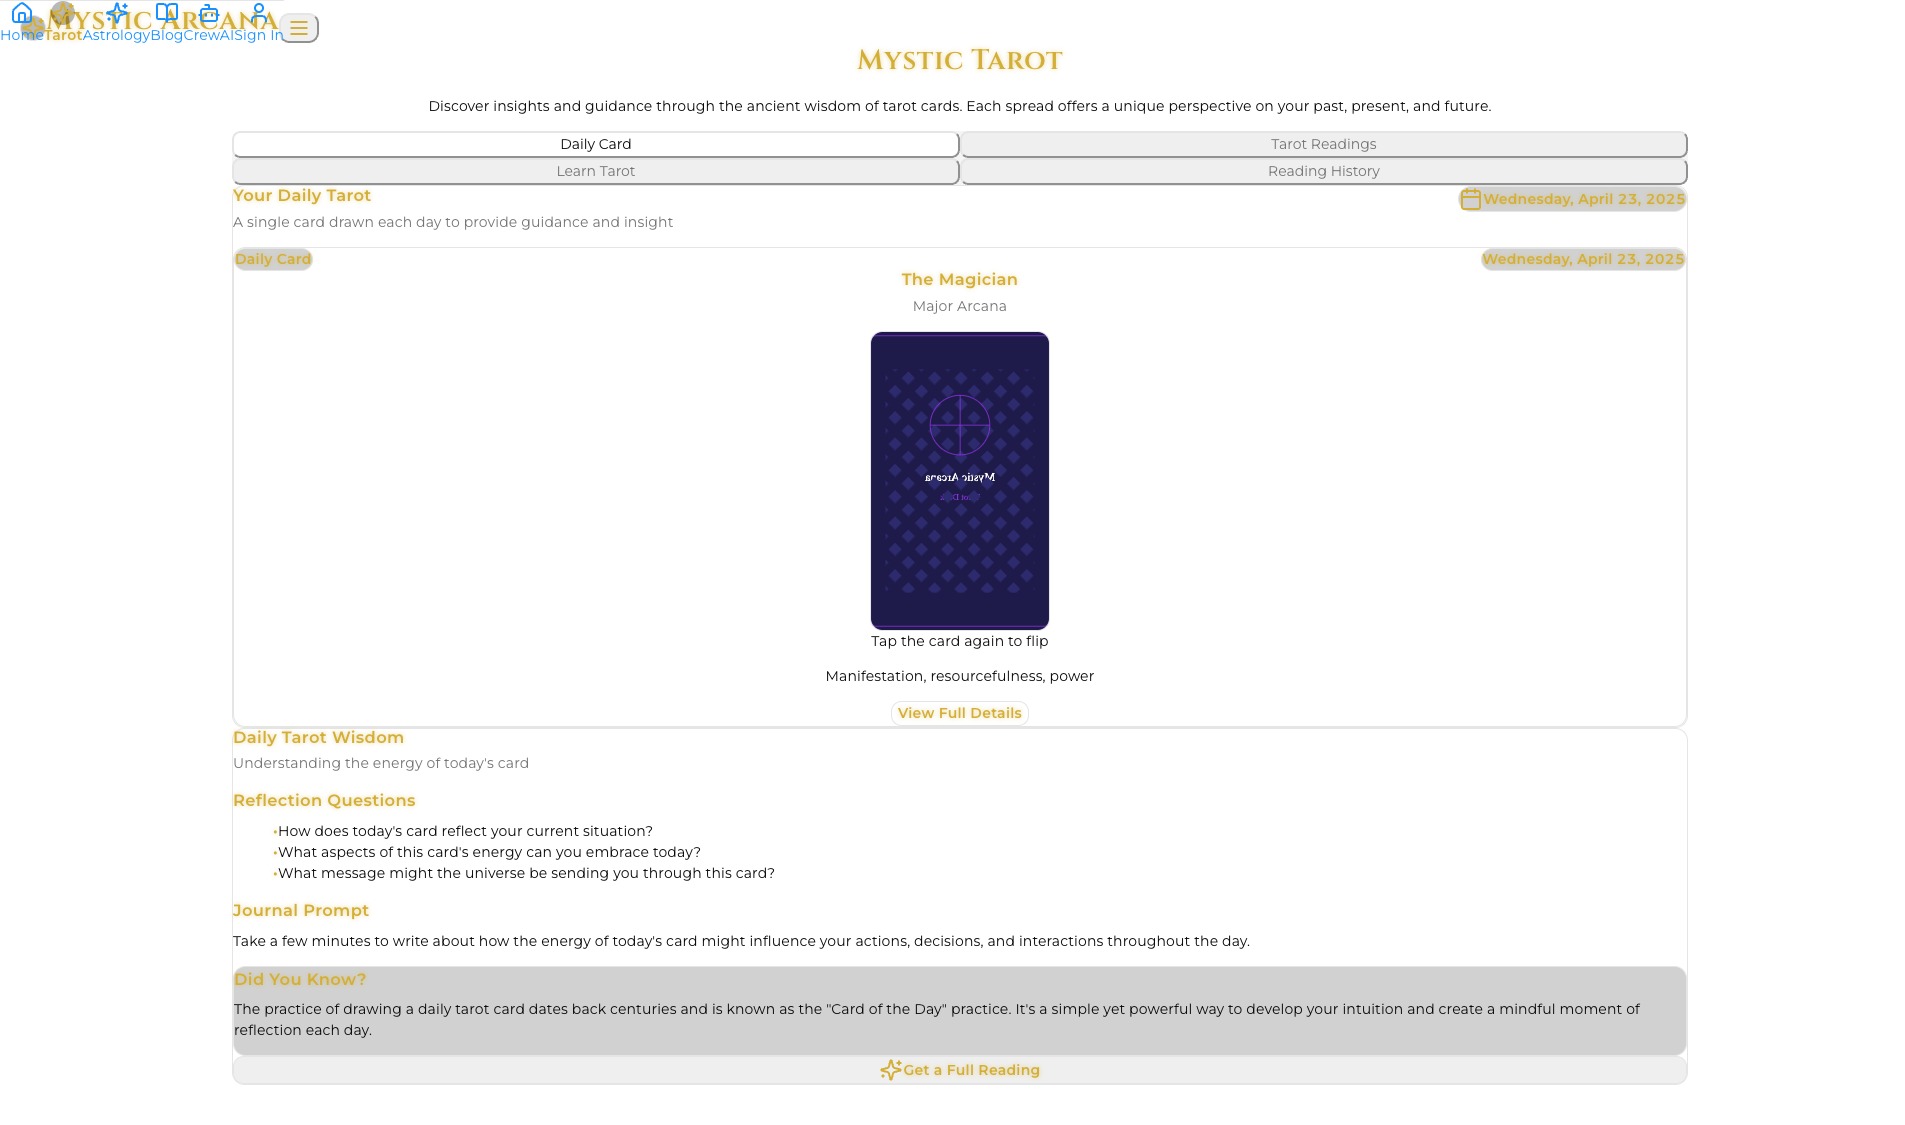 Mystic Arcana
Home Tarot Astrology Blog CrewAI Sign In
Mystic Tarot
Discover insights and guidance through the ancient wisdom of tarot cards. Each spread offers a unique perspective on your past, present, and future.
Daily Card Tarot Readings
Learn Tarot Reading History
Your Daily Tarot Wednesday, April 23, 2025
A single card drawn each day to provide guidance and insight
Daily Card Wednesday, April 23, 2025
The Magician
Major Arcana
Mystic Arcana
Tap the card again to flip
Manifestation, resourcefulness, power
View Full Details
Daily Tarot Wisdom
Understanding the energy of today's card
Reflection Questions
•How does today's card reflect your current situation?
•What aspects of this card's energy can you embrace today?
•What message might the universe be sending you through this card?
Journal Prompt
Take a few minutes to write about how the energy of today's card might influence your actions, decisions, and interactions throughout the day.
Did You Know?
The practice of drawing a daily tarot card dates back centuries and is known as the "Card of the Day" practice. It's a simple yet powerful way to develop your intuition and create a mindful moment of
reflection each day.
Get a Full Reading